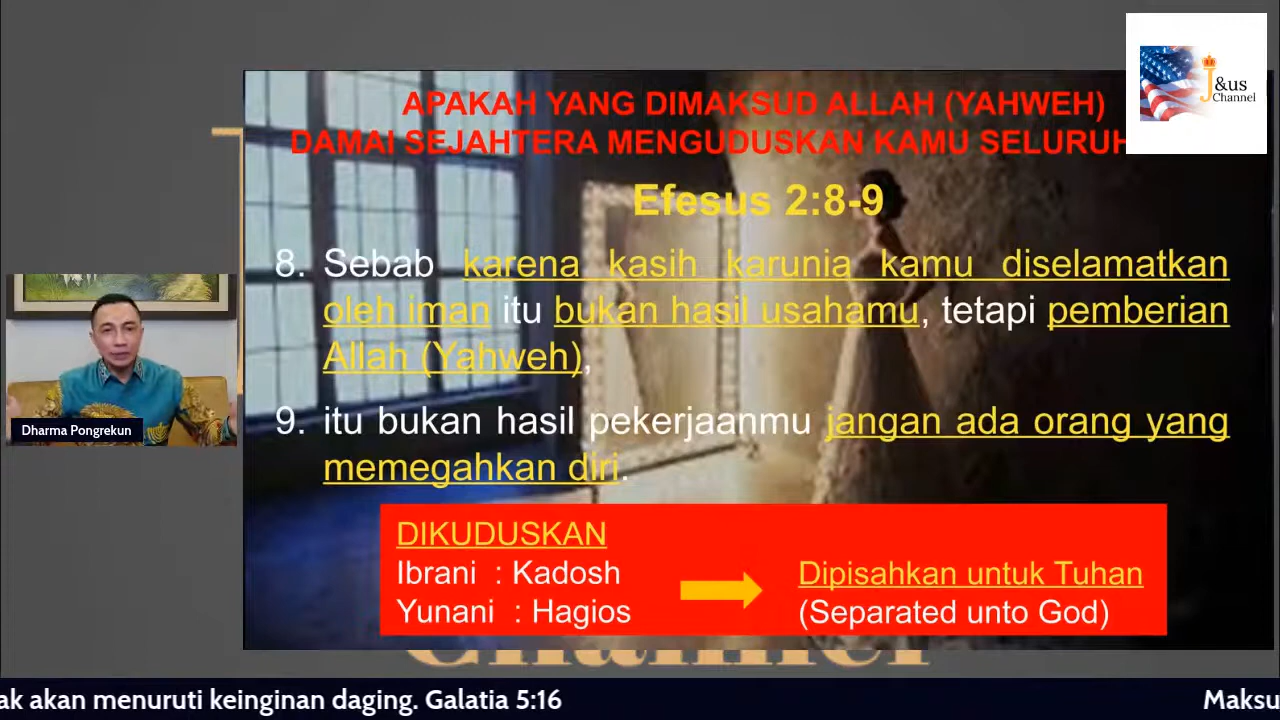 APAKAH YANG DIMAKSUD ALLAH (YAHWEH)
DAMAI SEJAHTERA MENGUDUSKAN KAMU SELURUH
J&us
Channel
Efesus 2:8-9
8. Sebab karena kasih karunia kamu diselamatkan
oleh iman itu bukan hasil usahamu, tetapi pemberian
Allah (Yahweh),
9. itu bukan hasil pekerjaanmu jangan ada orang yang
memegahkan diri.
Dharma Pongrekun
DIKUDUSKAN
Ibrani : Kadosh
Yunani : Hagios
Dipisahkan untuk Tuhan
(Separated unto God)
Channel
ak akan menuruti keinginan daging. Galatia 5:16
Maksu